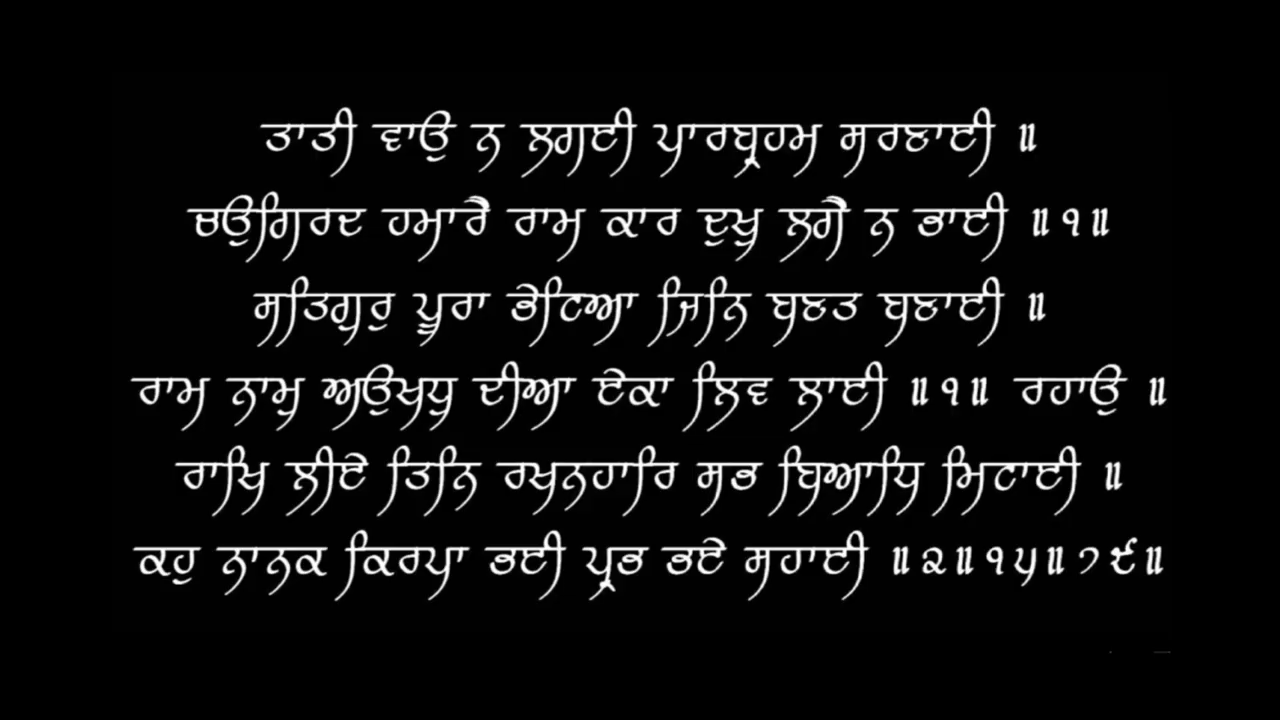 ਤਾਤੀ ਵਾਉ ਨ ਲਗਈ ਪਾਰਬ੍ਰਹਮ ਸਰਣਾਈ ॥
ਚਉਗਿਰਦ ਹਮਾਰੈ ਰਾਮ ਕਾਰ ਦੁਖੁ ਲਗੈ ਨ ਭਾਈ ॥੧॥
ਸਤਿਗੁਰੁ ਪੂਰਾ ਭੇਟਿਆ ਜਿਨਿ ਬਣਤ ਬਣਾਈ ॥
ਰਾਮ ਨਾਮੁ ਅਉਖਧੁ ਦੀਆ ਏਕਾ ਲਿਵ ਲਾਈ ॥੧॥ ਰਹਾਉ ॥
ਰਾਖਿ ਲੀਏ ਤਿਨਿ ਰਖਨਹਾਰਿ ਸਭ ਬਿਆਧਿ ਮਿਟਾਈ ॥
ਕਹੁ ਨਾਨਕ ਕਿਰਪਾ ਭਈ ਪ੍ਰਭ ਭਏ ਸਹਾਈ ॥੨॥੧੫॥੭੯॥